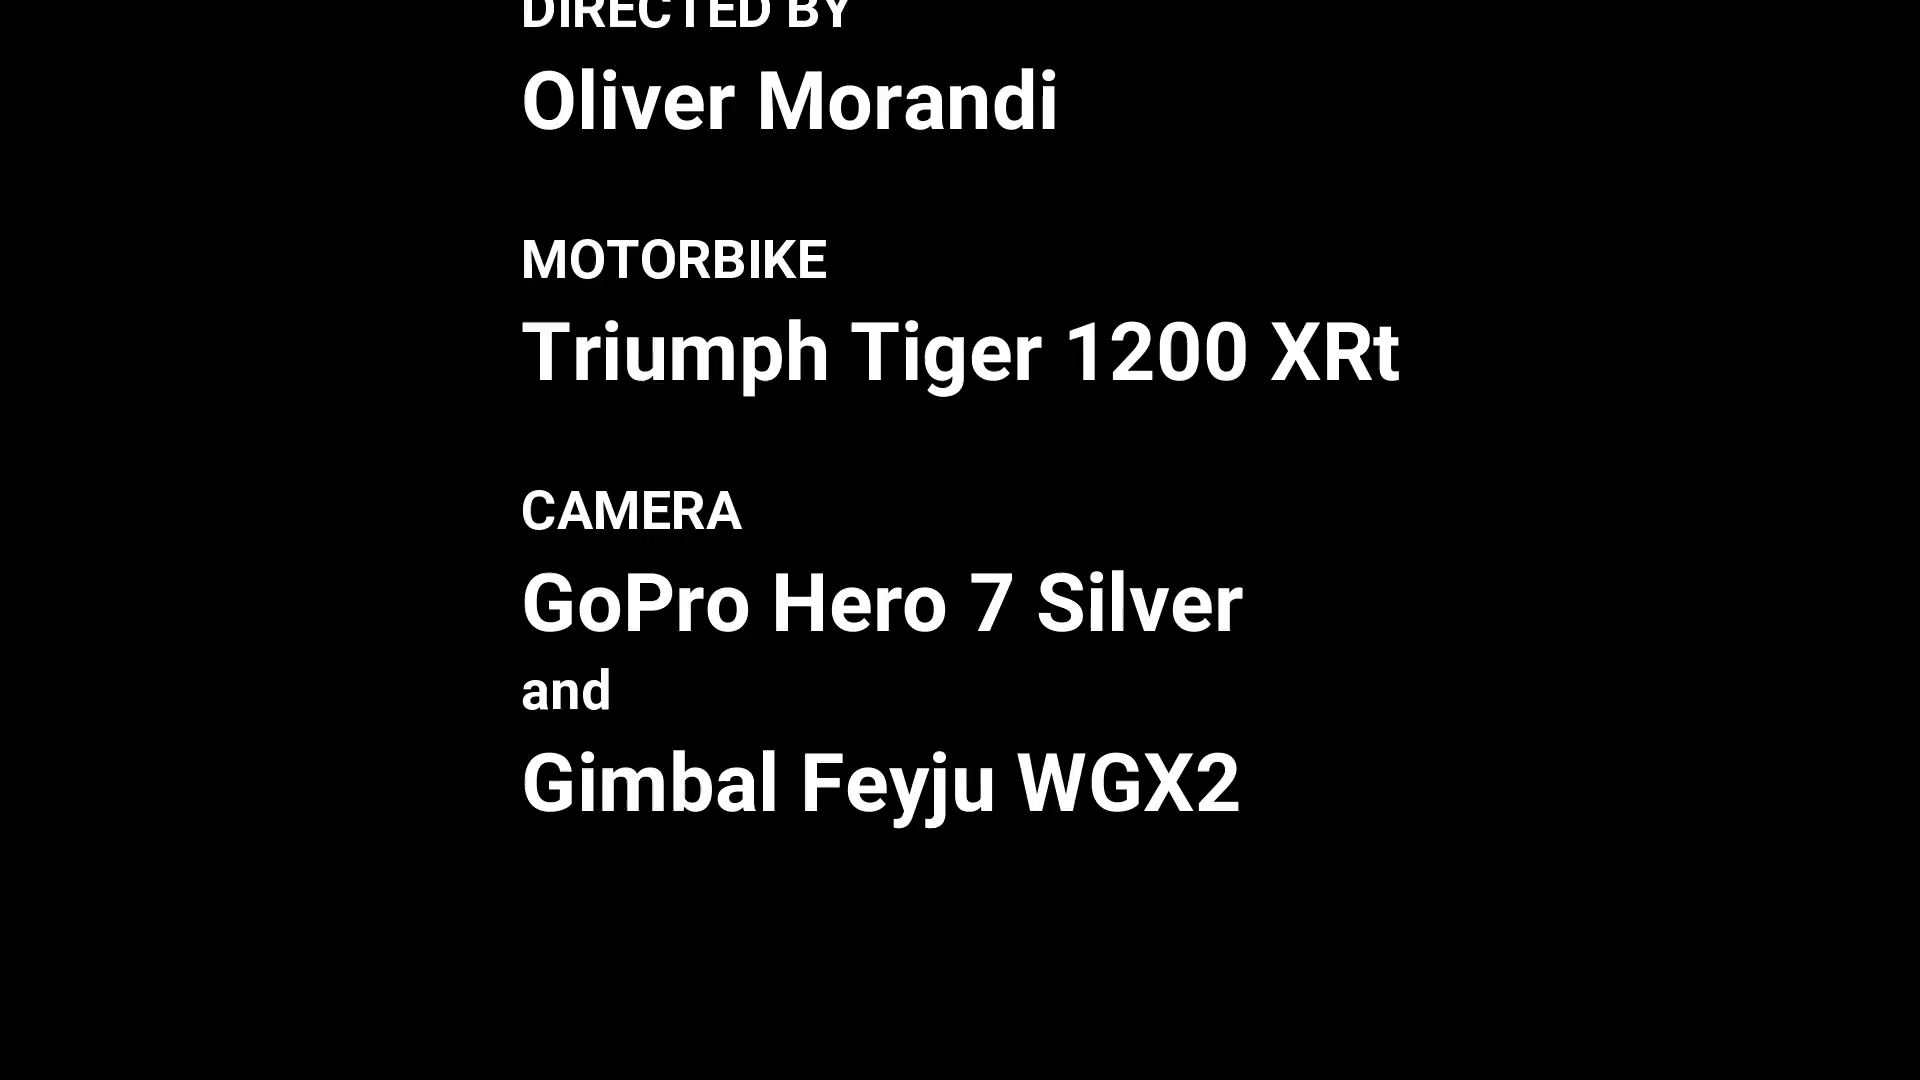 DIRECTED BY
Oliver Morandi
MOTORBIKE
Triumph Tiger 1200 XRt
CAMERA
GoPro Hero 7 Silver
and
Gimbal Feyju WGX2